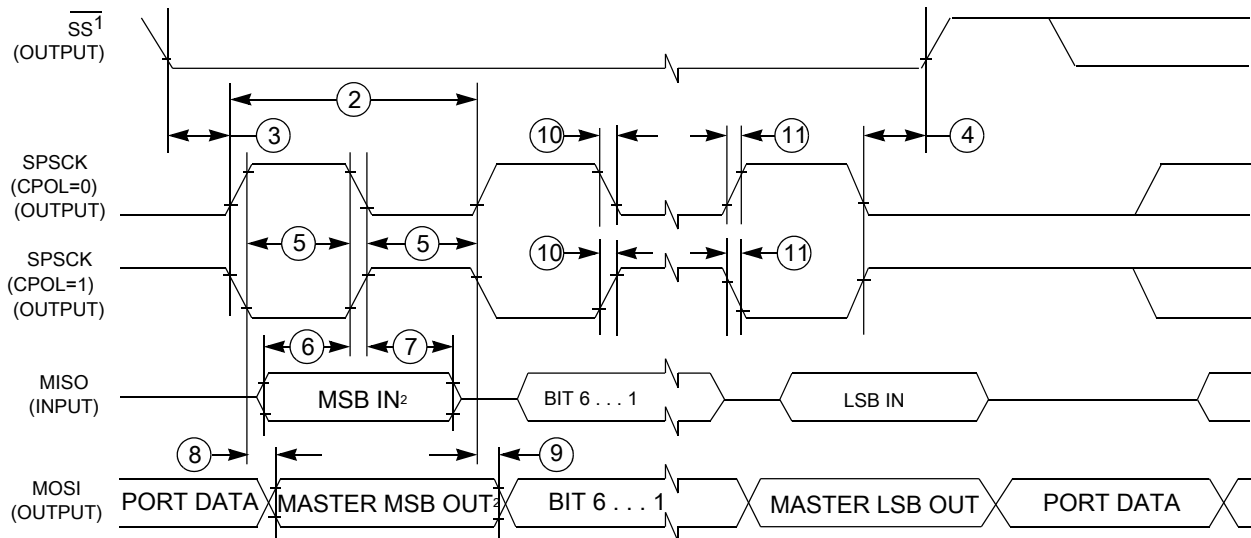 SS1
(OUTPUT)
2
3
10
11
4
SPSCK
(CPOL=0)
(OUTPUT)
5
5
SPSCK
(CPOL=1)
(OUTPUT)
10
11
6
7
MISO
(INPUT)
MSB IN2
BIT 6 . . . 1
LSB IN
8
9
MOSI
(OUTPUT)
PORT DATA
MASTER MSB OUT2
BIT 6 . . . 1
MASTER LSB OUT
PORT DATA